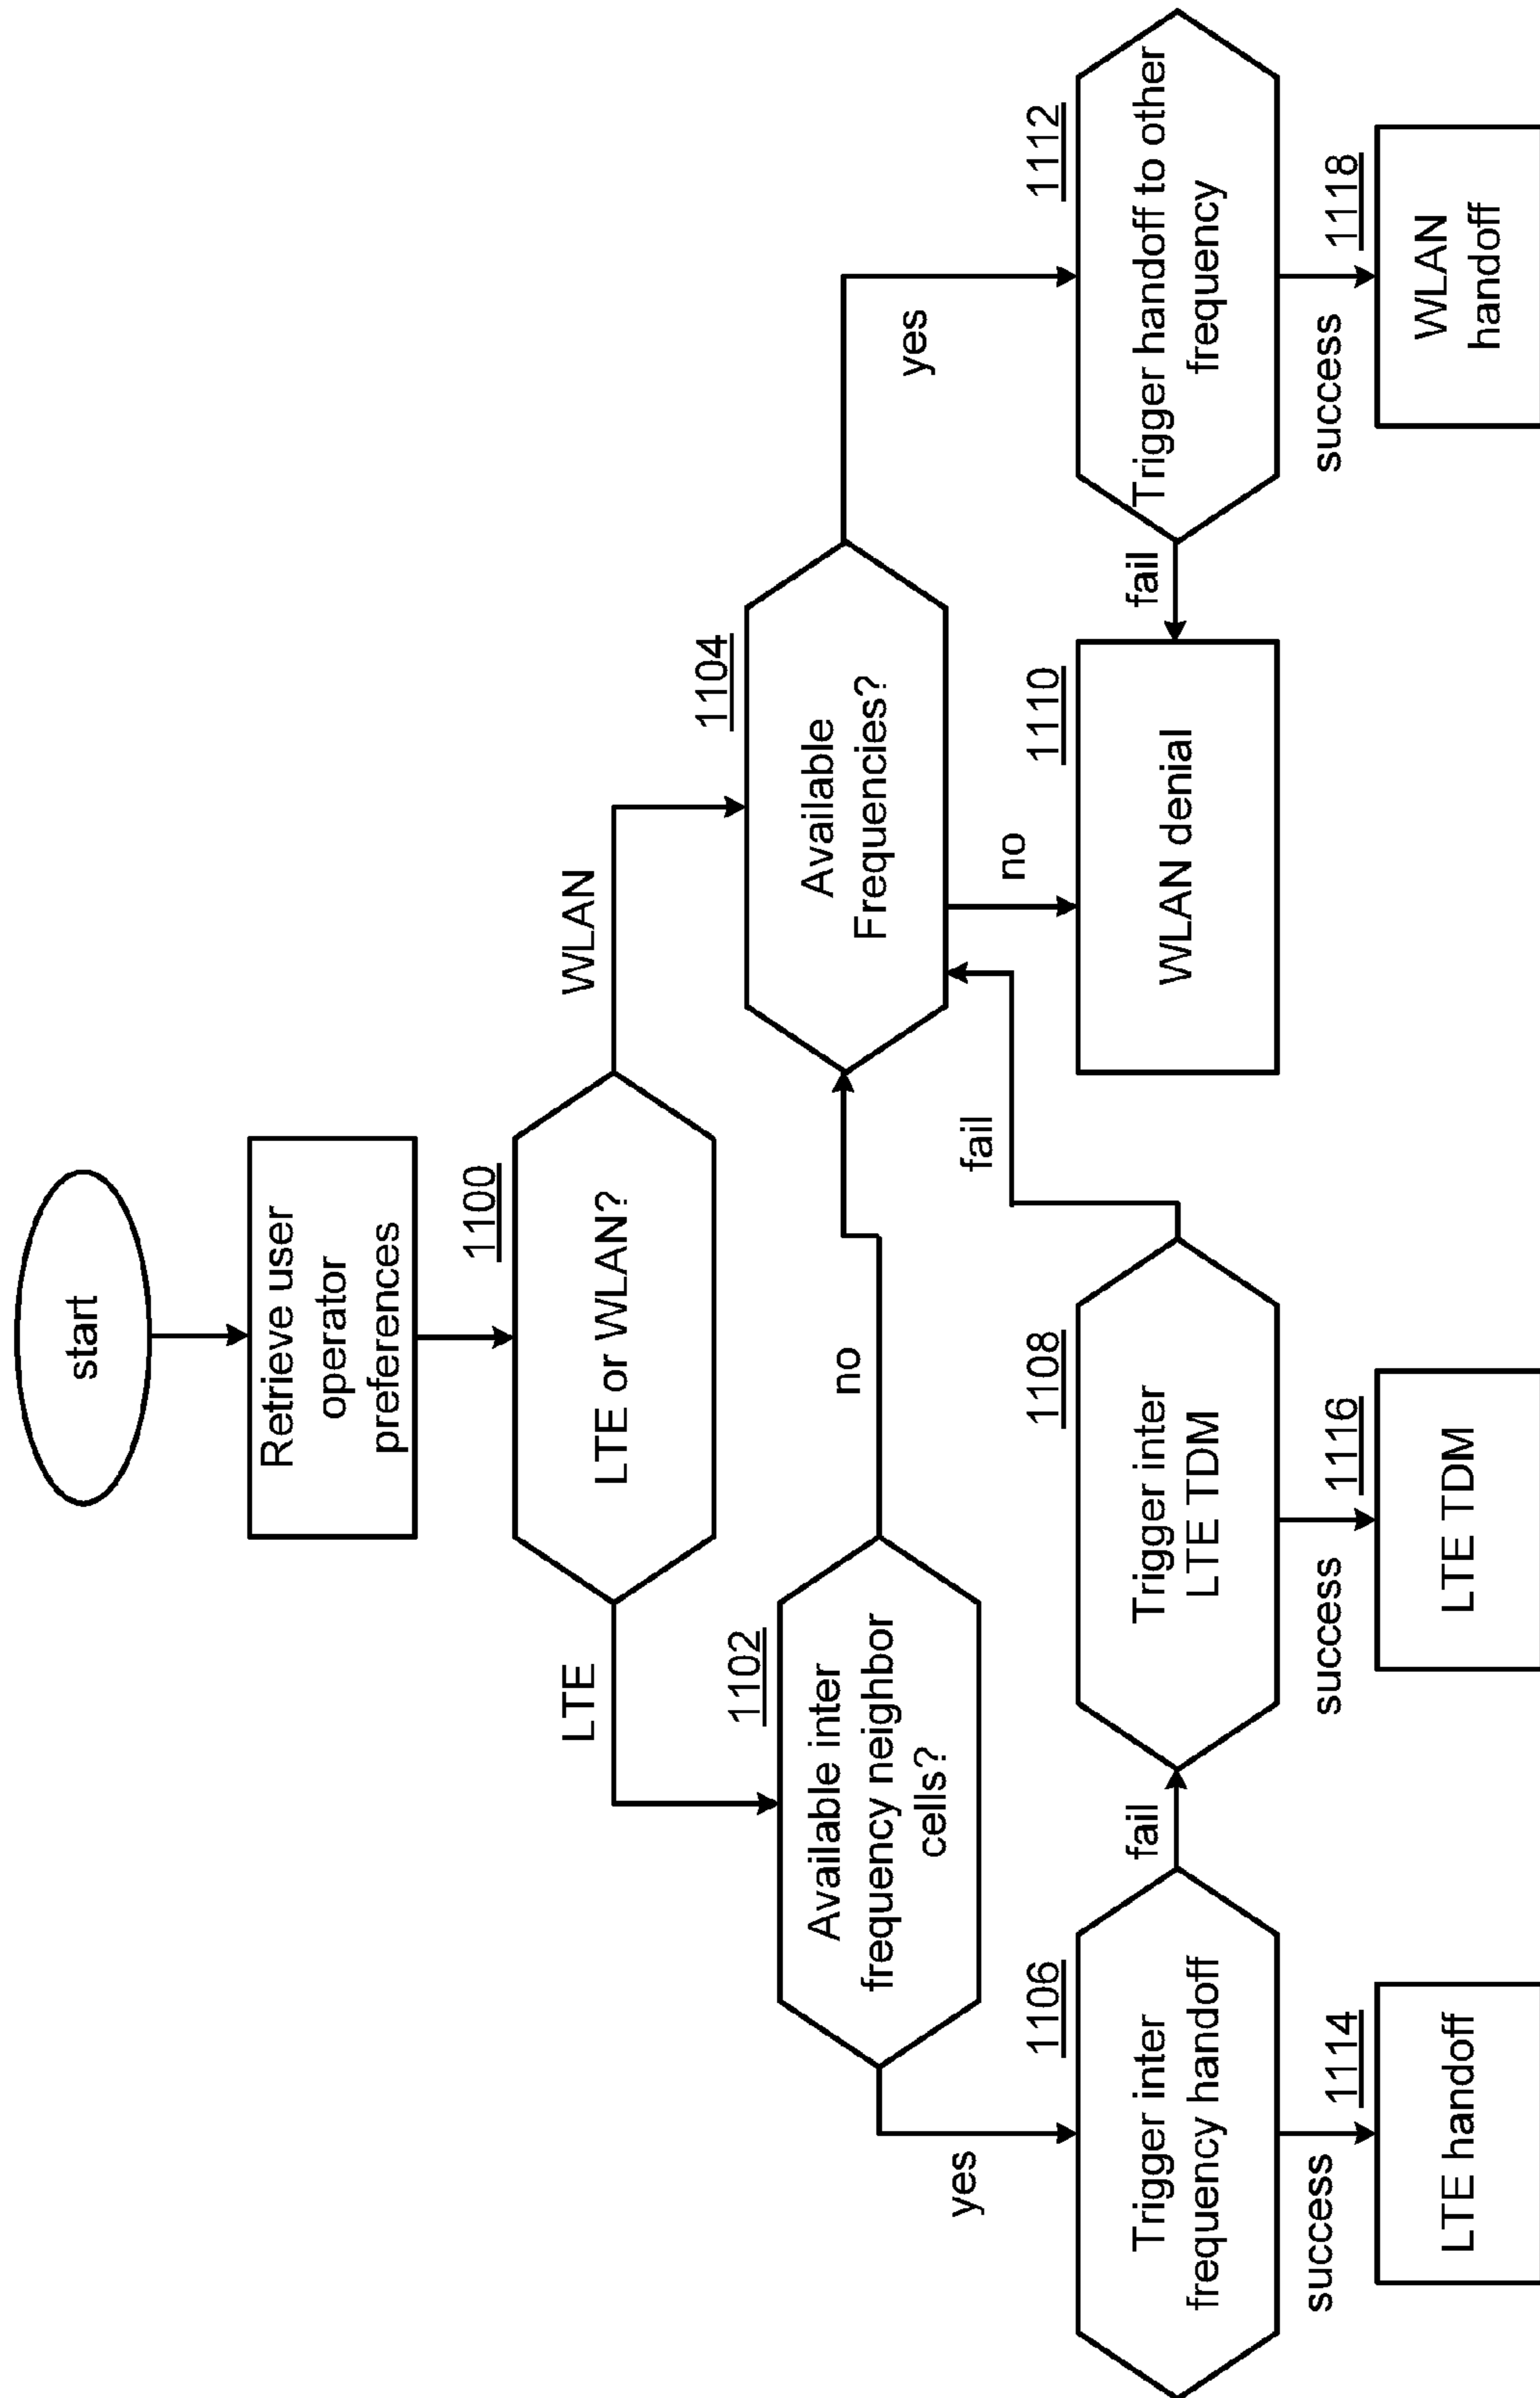 start
Retrieve user
operator
preferences
1100
LTE or WLAN?
LTE
WLAN
1102
Available inter
frequency neighbor
cells?
no
1104
Available
Frequencies?
yes
yes
fail
no
1106
Trigger inter
frequency handoff
fail
1108
Trigger inter
LTE TDM
1110
WLAN denial
fail
1112
Trigger handoff to other
frequency
success
1114
LTE handoff
success
1116
LTE TDM
success
1118
WLAN
handoff